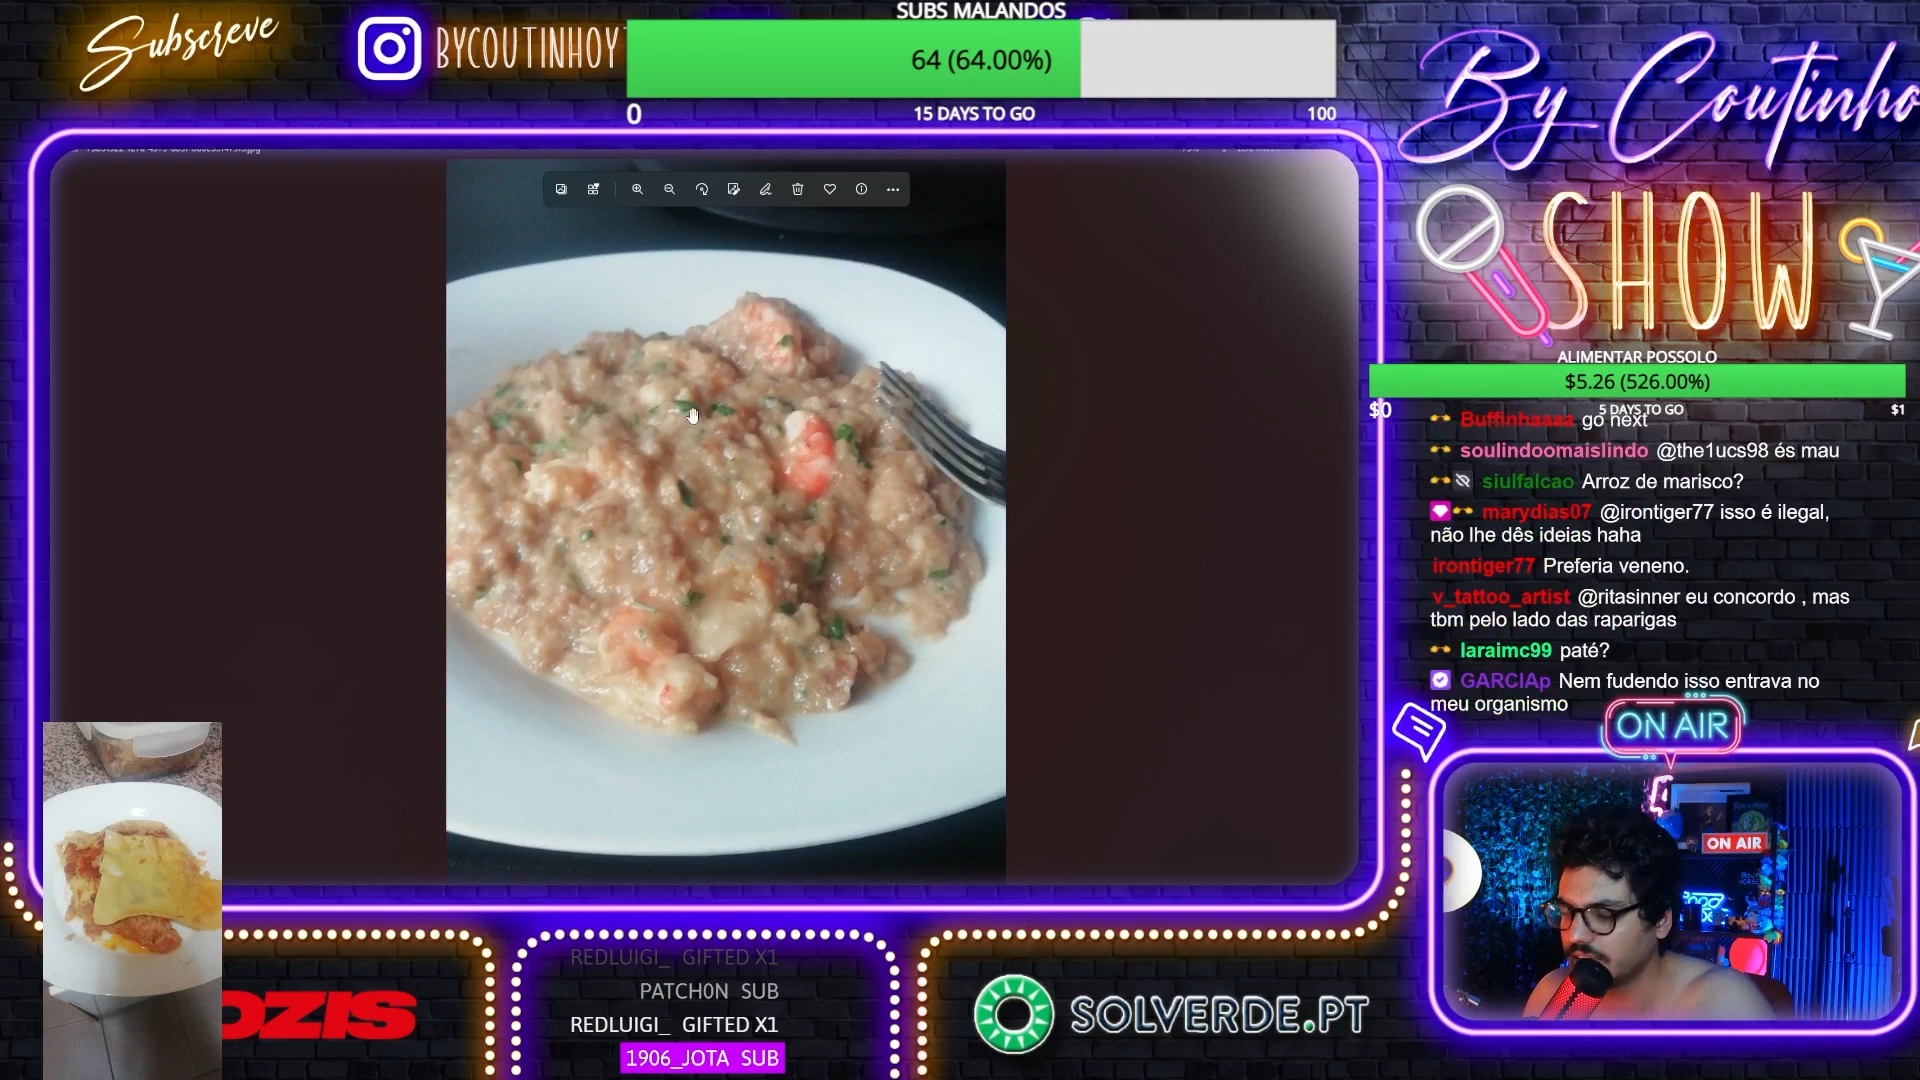 Subscreve
BYCOUTINHOY
SUBS MALANDOS
64 (64.00%)
0
15 DAYS TO GO
100
By Coutinho
SHOW
ALIMENTAR POSSOLO
$5.26 (526.00%)
$0
5 DAYS TO GO
$1
Buffinhaaaa go next
soulindoomaislindo @the1ucs98 és mau
siulfalcao Arroz de marisco?
marydias07 @irontiger77 isso é ilegal,
não lhe dês ideias haha
irontiger77 Preferia veneno.
v_tattoo_artist @ritasinner eu concordo , mas
tbm pelo lado das raparigas
laraimc99 paté?
GARCIAp Nem fudendo isso entrava no
meu organismo
ON AIR
ON AIR
OZIS
REDLUIGI_ GIFTED X1
PATCH0N SUB
REDLUIGI_ GIFTED X1
1906_JOTA SUB
SOLVERDE.PT